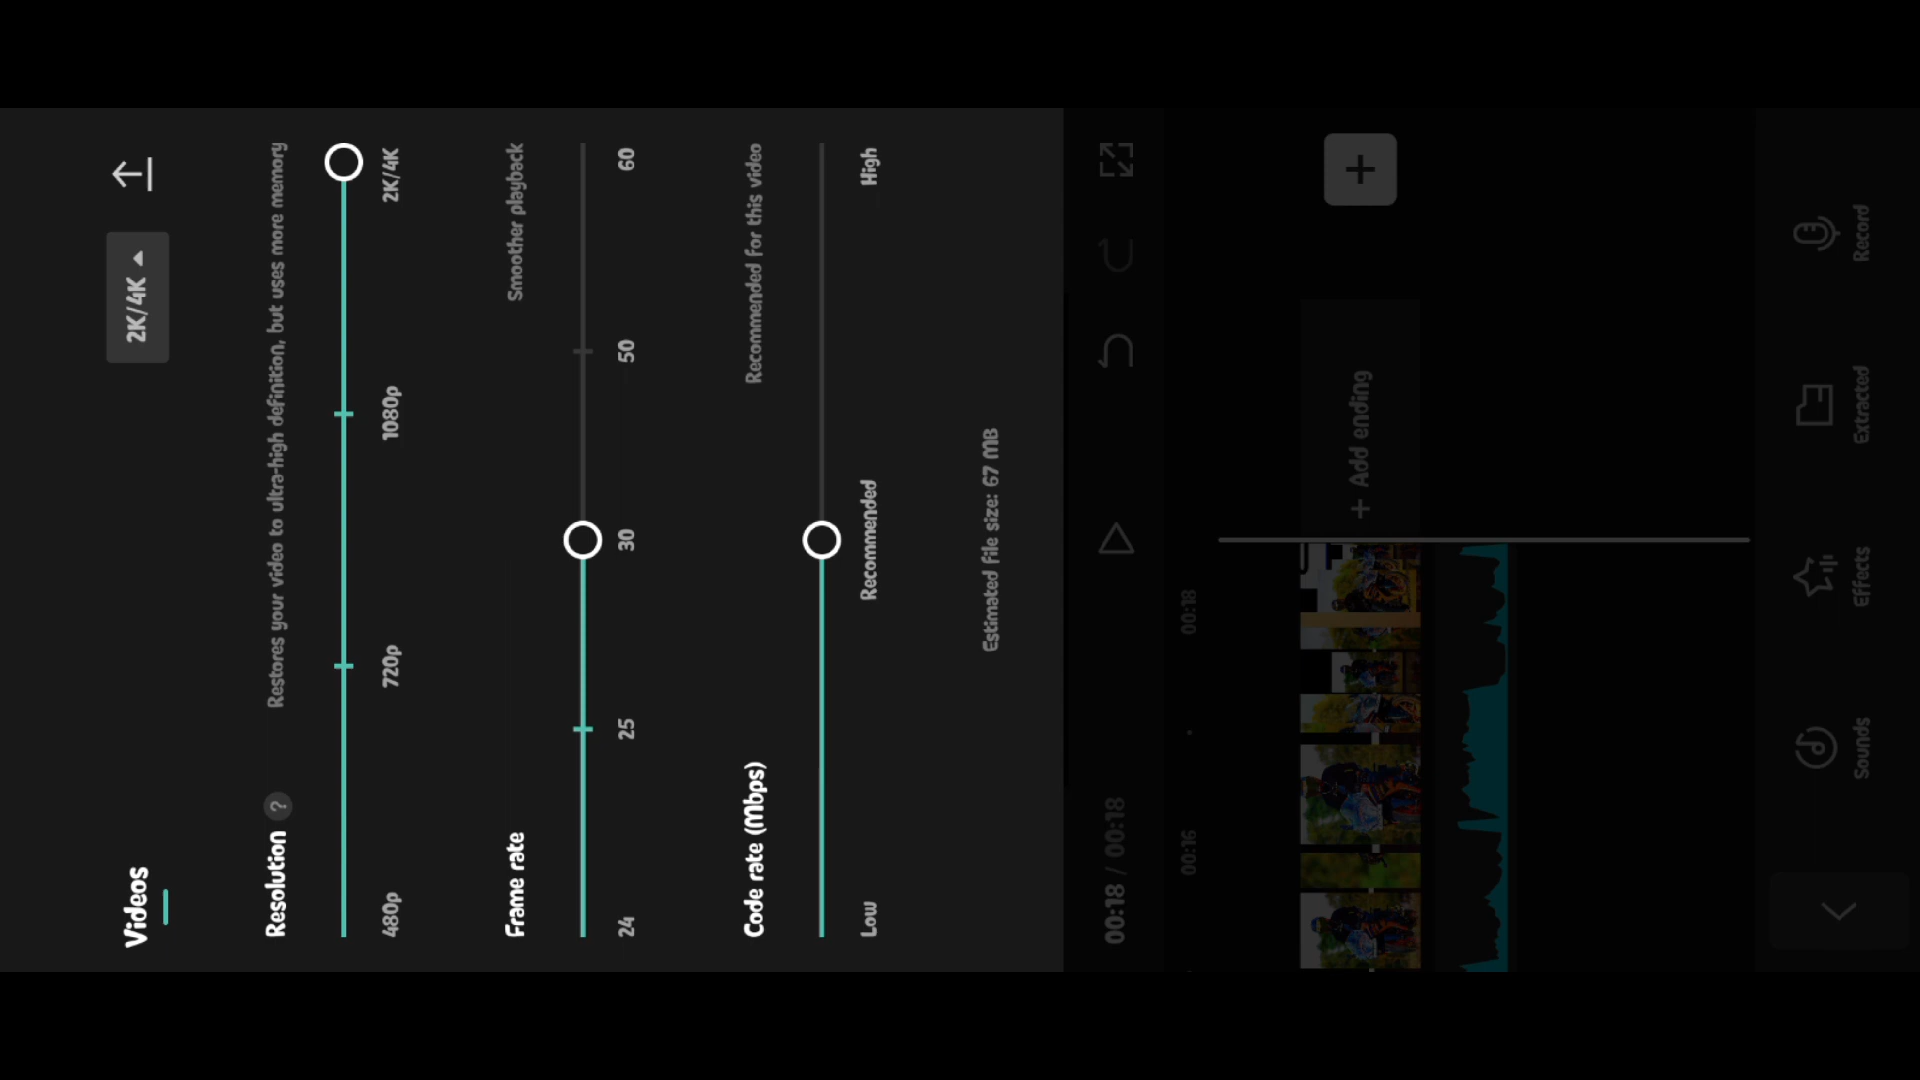 Videos
2K/4K
Resolution ?
Restores your video to ultra-high definition, but uses more memory
480p
720p
1080p
2K/4K
Frame rate
Smoother playback
24
25
30
50
60
Code rate (Mbps)
Recommended for this video
Low
Recommended
High
Estimated file size: 67 MB
00:18 / 00:18
00:16
00:18
+ Add ending
Sounds
Effects
Extracted
Record